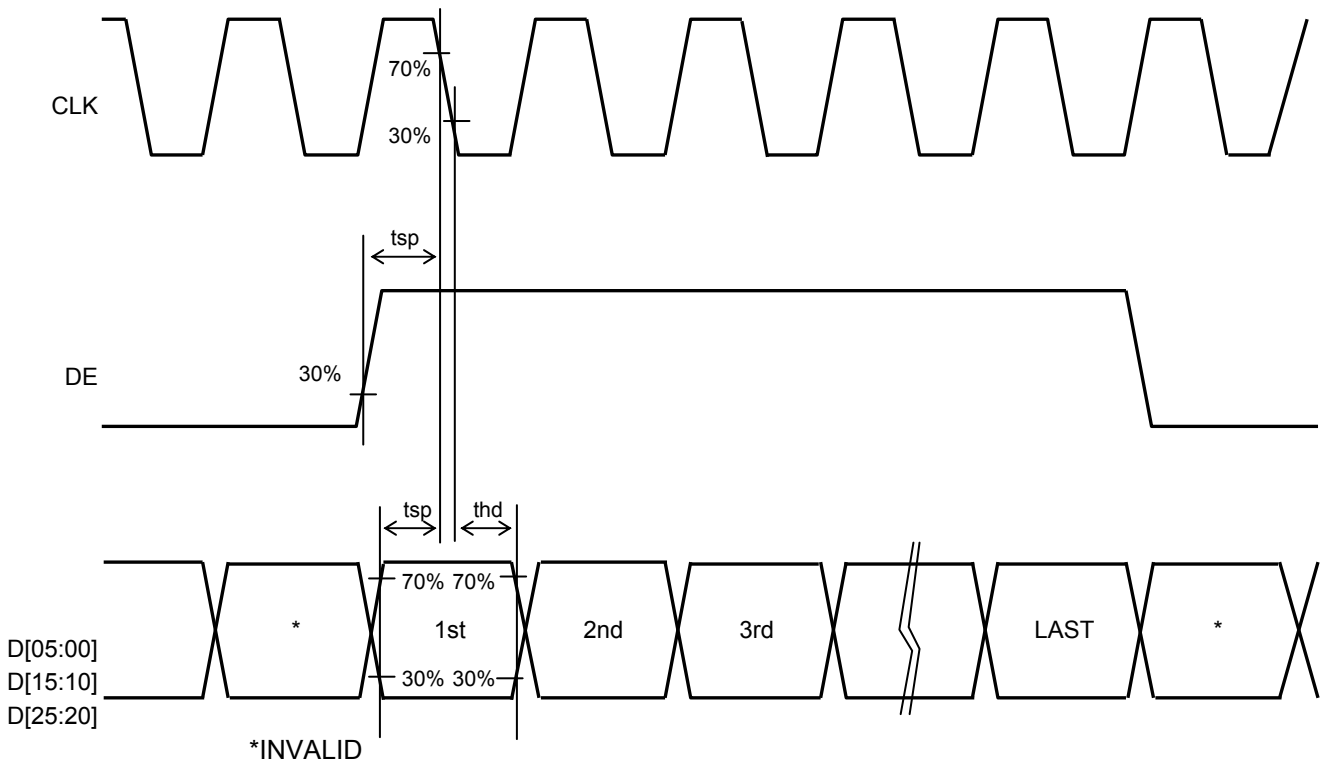 70%
CLK
30%
tsp
30%
DE
tsp thd
70% 70%
* 1st 2nd 3rd LAST *
D[05:00]
30% 30%
D[15:10]
D[25:20]
*INVALID